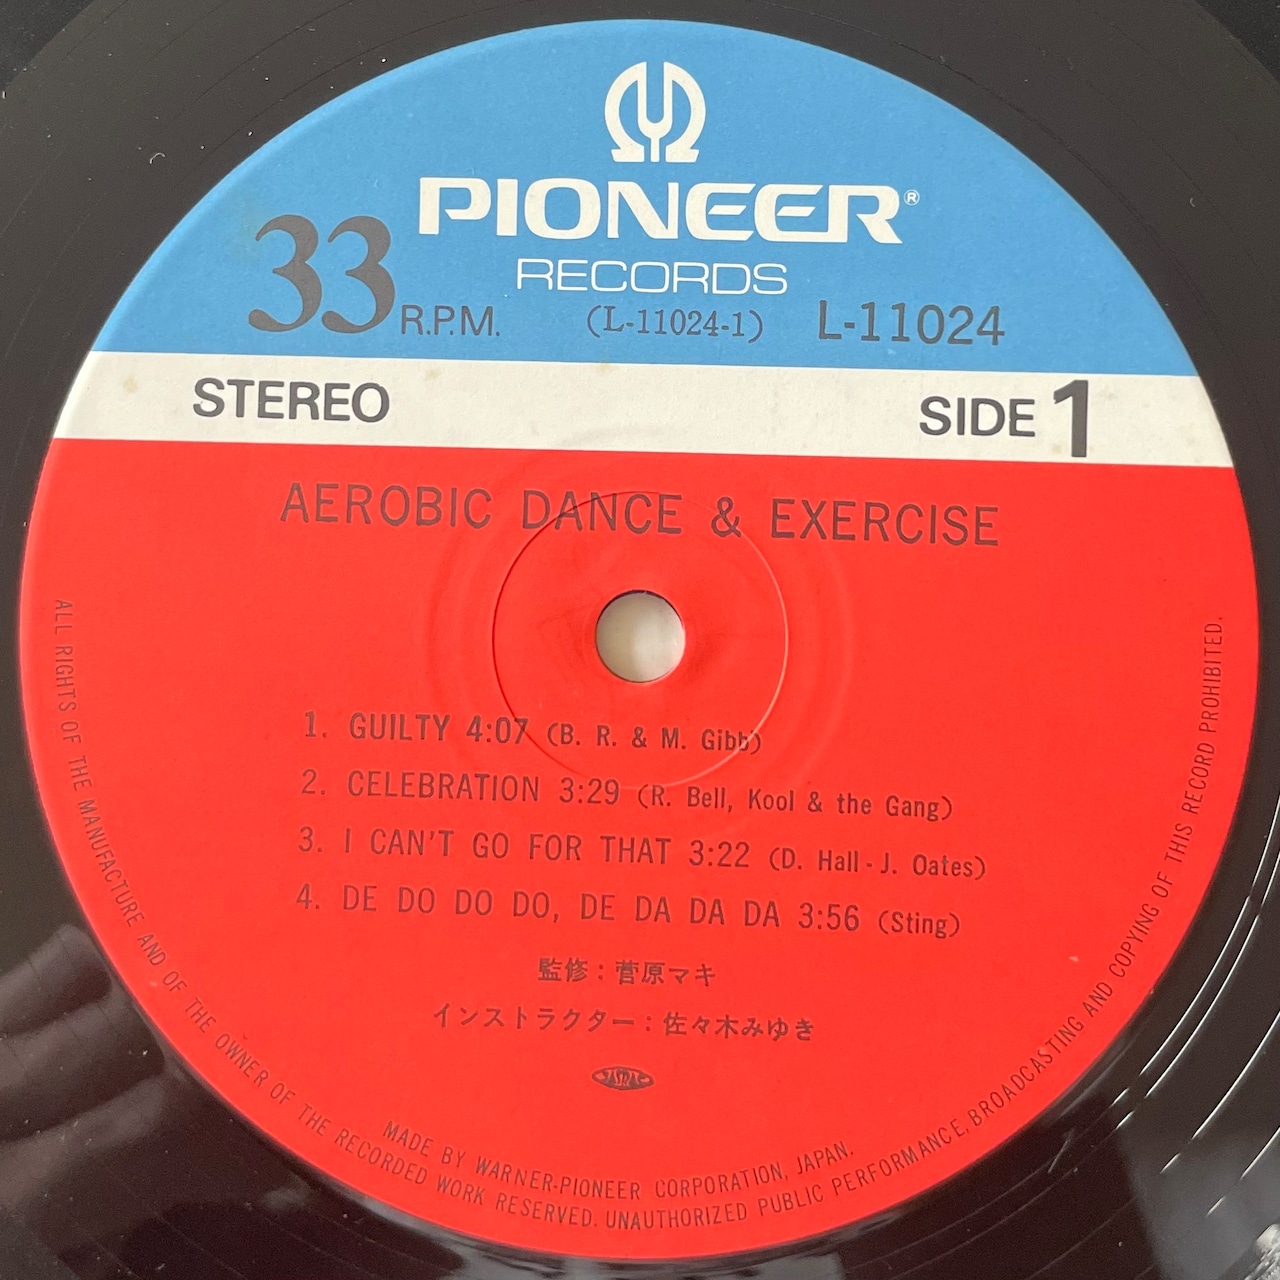 PIONEER®
RECORDS
33 R.P.M. (L-11024-1) L-11024
STEREO SIDE 1
AEROBIC DANCE & EXERCISE
1. GUILTY 4:07 (B. R. & M. Gibb)
2. CELEBRATION 3:29 (R. Bell, Kool & the Gang)
3. I CAN'T GO FOR THAT 3:22 (D. Hall - J. Oates)
4. DE DO DO DO, DE DA DA DA 3:56 (Sting)
監修：菅原マキ
インストラクター：佐々木みゆき
MADE BY WARNER-PIONEER CORPORATION, JAPAN.
ALL RIGHTS OF THE MANUFACTURE AND OF THE OWNER OF THE RECORDED WORK RESERVED. UNAUTHORIZED PUBLIC PERFORMANCE, BROADCASTING AND COPYING OF THIS RECORD PROHIBITED.